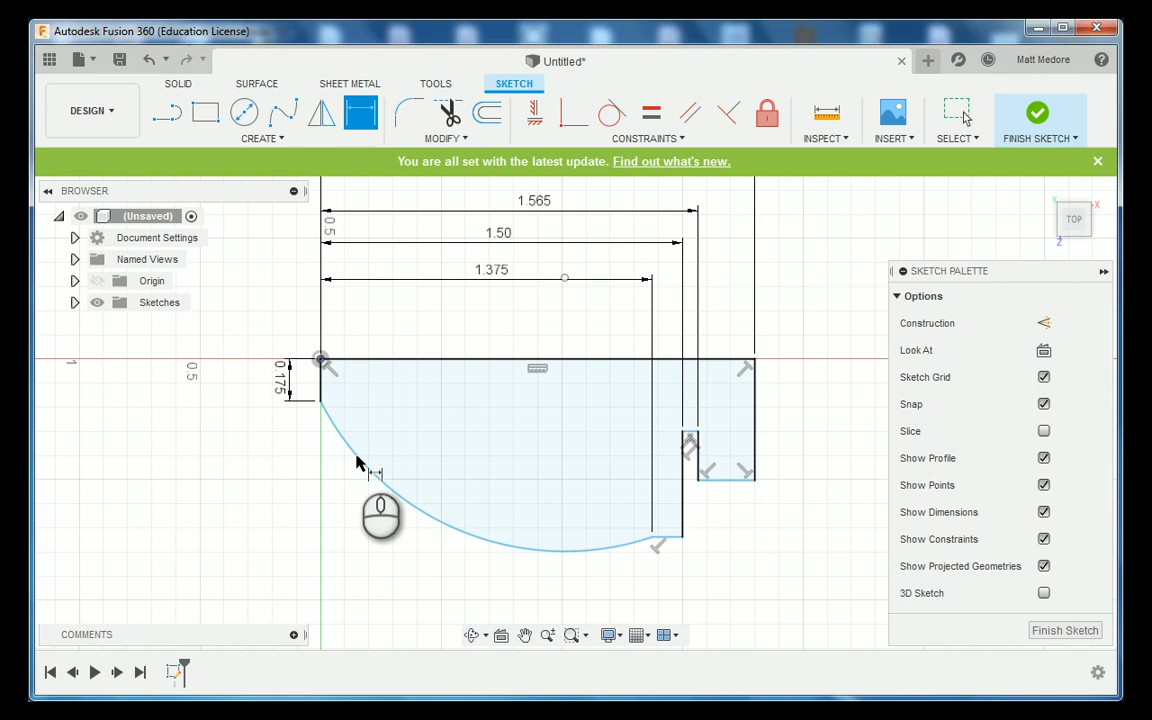 Autodesk Fusion 360 (Education License)
Untitled*
Matt Medore
DESIGN
SOLID
SURFACE
SHEET METAL
TOOLS
SKETCH
CREATE
MODIFY
CONSTRAINTS
INSPECT
INSERT
SELECT
FINISH SKETCH
You are all set with the latest update. Find out what's new.
BROWSER
(Unsaved)
Document Settings
Named Views
Origin
Sketches
1.565
0.5
1.50
1.375
0.175
1
0.5
TOP
X
Y
Z
SKETCH PALETTE
Options
Construction
Look At
Sketch Grid
Snap
Slice
Show Profile
Show Points
Show Dimensions
Show Constraints
Show Projected Geometries
3D Sketch
Finish Sketch
COMMENTS